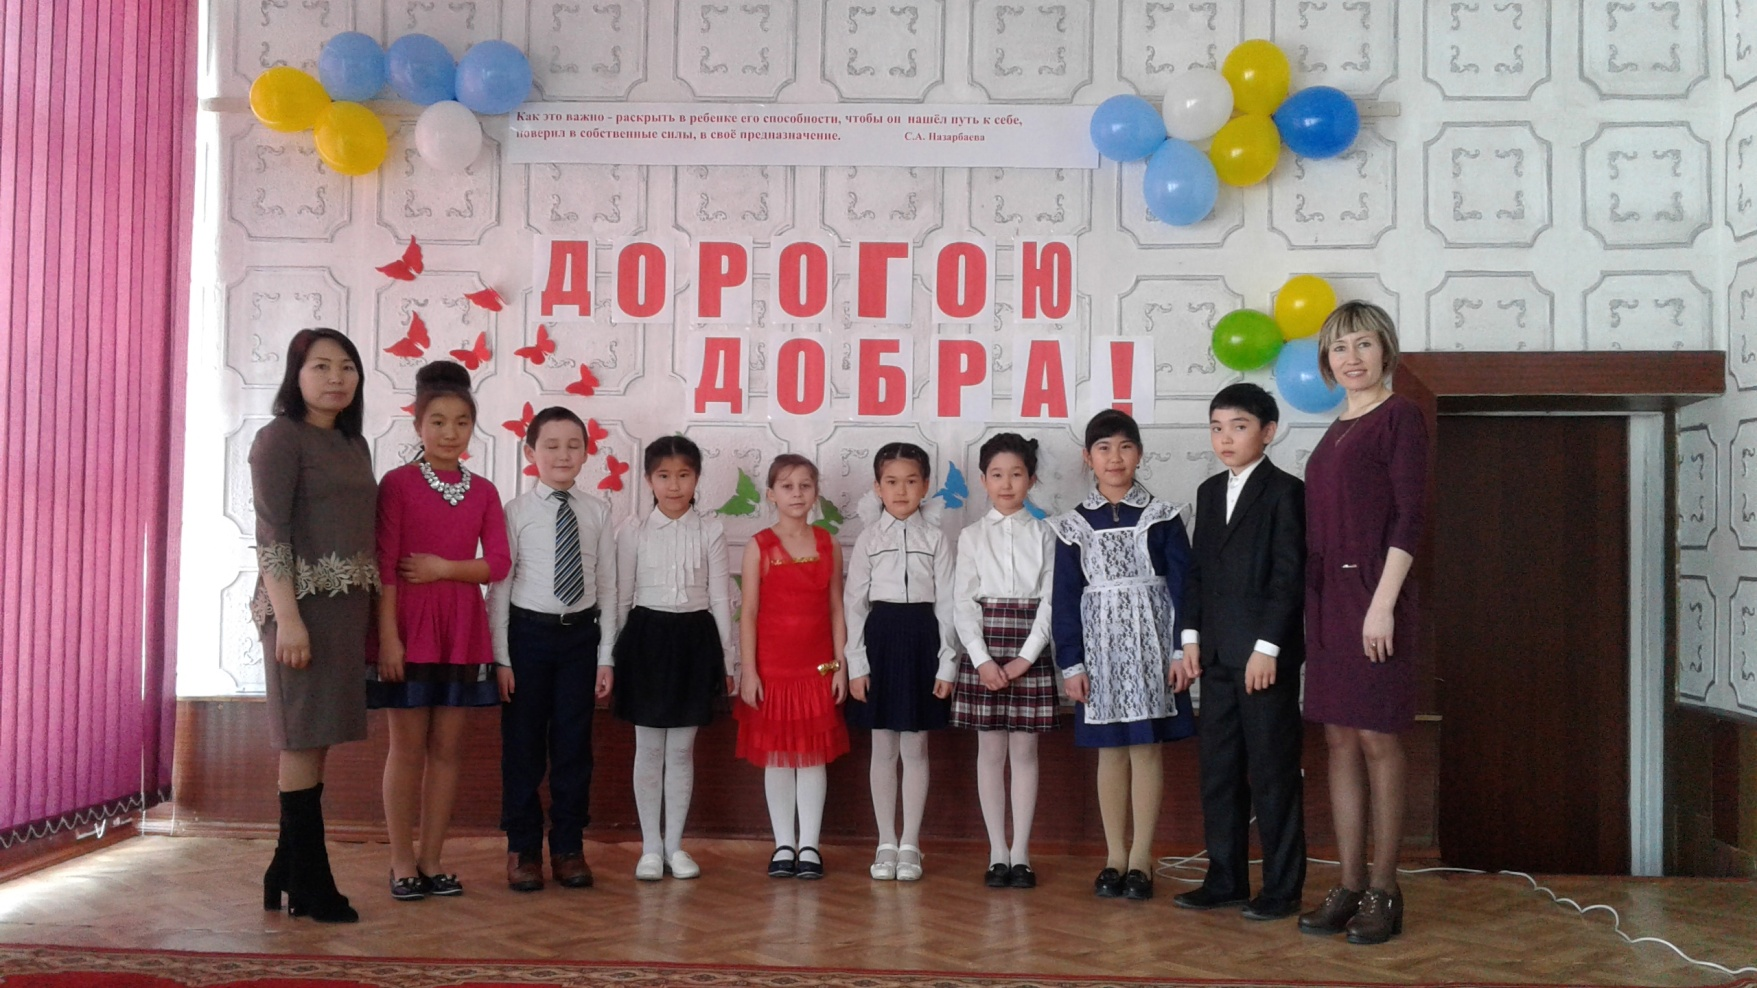 Как это важно - раскрыть в ребенке его способности, чтобы он нашёл путь к себе,
поверил в собственные силы, в своё предназначение. С.А. Назарбаева
ДОРОГОЮ
ДОБРА!